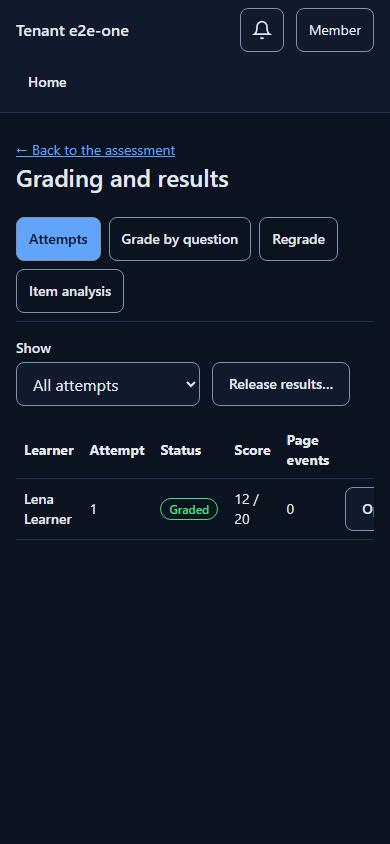 Tenant e2e-one
Member
Home
← Back to the assessment
Grading and results
Attempts
Grade by question
Regrade
Item analysis
Show
All attempts
Release results...
Learner Attempt Status Score Page events
Lena Learner 1 Graded 12 / 20 0